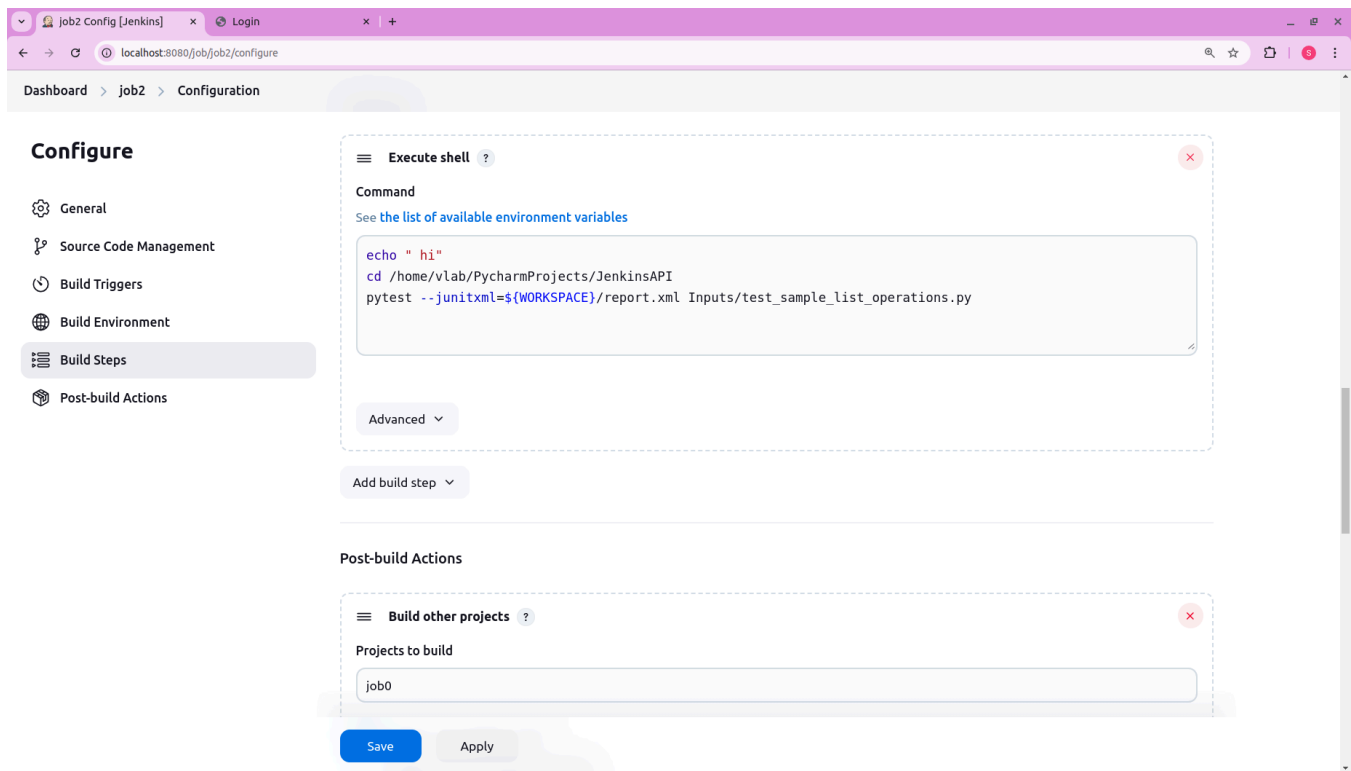 job2 Config [Jenkins]
Login
localhost:8080/job/job2/configure
S
Dashboard > job2 > Configuration
Configure
General
Source Code Management
Build Triggers
Build Environment
Build Steps
Post-build Actions
Execute shell ?
Command
See the list of available environment variables
echo " hi"
cd /home/vlab/PycharmProjects/JenkinsAPI
pytest --junitxml=${WORKSPACE}/report.xml Inputs/test_sample_list_operations.py
Advanced
Add build step
Post-build Actions
Build other projects ?
Projects to build
job0
Save
Apply